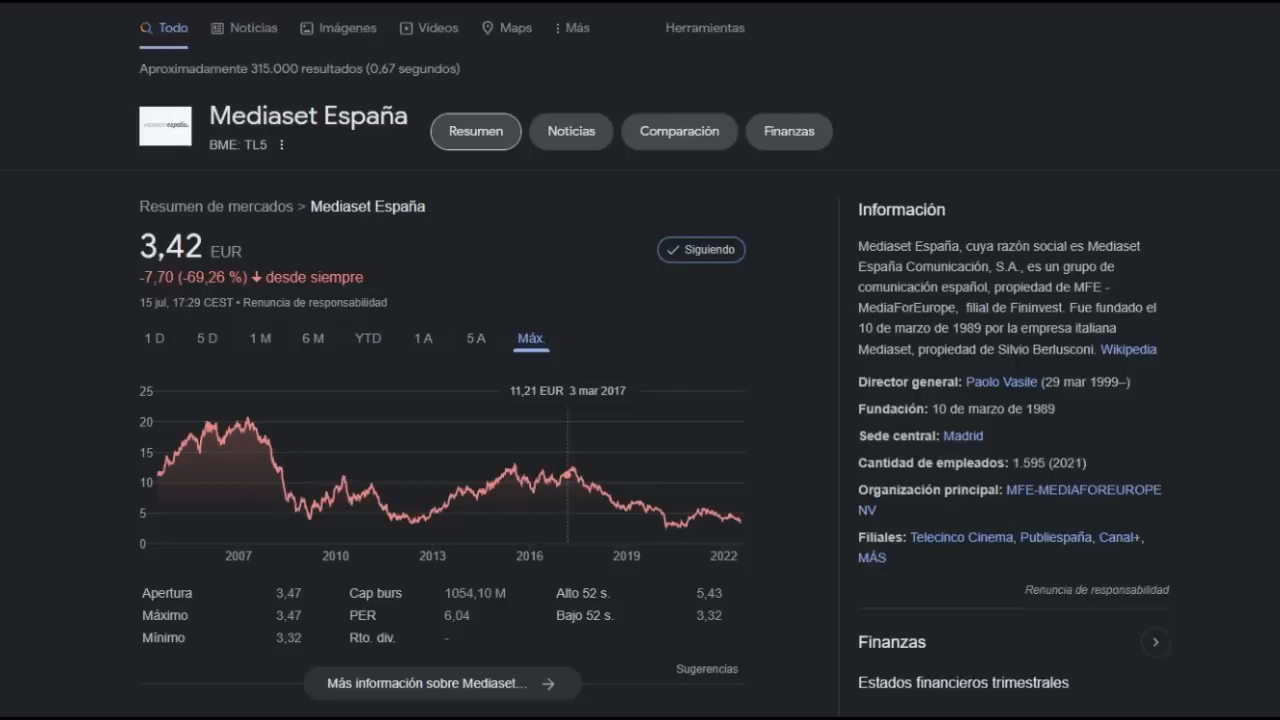 Todo Noticias Imágenes Vídeos Maps Más Herramientas
Aproximadamente 315.000 resultados (0,67 segundos)
Mediaset España
BME: TL5
Resumen Noticias Comparación Finanzas
Resumen de mercados > Mediaset España
3,42 EUR
-7,70 (-69,26 %) ↓ desde siempre
15 jul, 17:29 CEST • Renuncia de responsabilidad
Siguiendo
1 D 5 D 1 M 6 M YTD 1 A 5 A Máx.
11,21 EUR 3 mar 2017
25
20
15
10
5
0
2007 2010 2013 2016 2019 2022
Apertura 3,47 Cap burs 1054,10 M Alto 52 s. 5,43
Máximo 3,47 PER 6,04 Bajo 52 s. 3,32
Mínimo 3,32 Rto. div. -
Sugerencias
Más información sobre Mediaset... →
Información
Mediaset España, cuya razón social es Mediaset
España Comunicación, S.A., es un grupo de
comunicación español, propiedad de MFE -
MediaForEurope, filial de Fininvest. Fue fundado el
10 de marzo de 1989 por la empresa italiana
Mediaset, propiedad de Silvio Berlusconi. Wikipedia
Director general: Paolo Vasile (29 mar 1999–)
Fundación: 10 de marzo de 1989
Sede central: Madrid
Cantidad de empleados: 1.595 (2021)
Organización principal: MFE-MEDIAFOREUROPE
NV
Filiales: Telecinco Cinema, Publiespaña, Canal+,
MÁS
Renuncia de responsabilidad
Finanzas
Estados financieros trimestrales